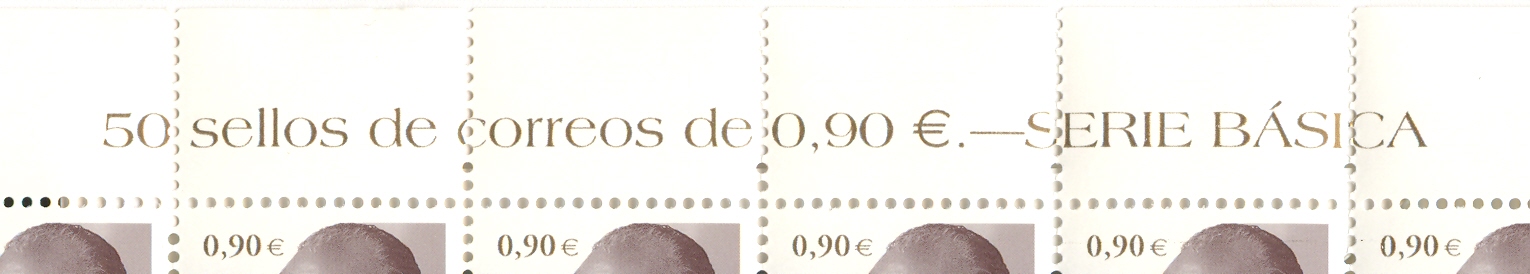 50 sellos de correos de 0,90 €.—SERIE BÁSICA
0,90 € 0,90 € 0,90 € 0,90 € 0,90 €